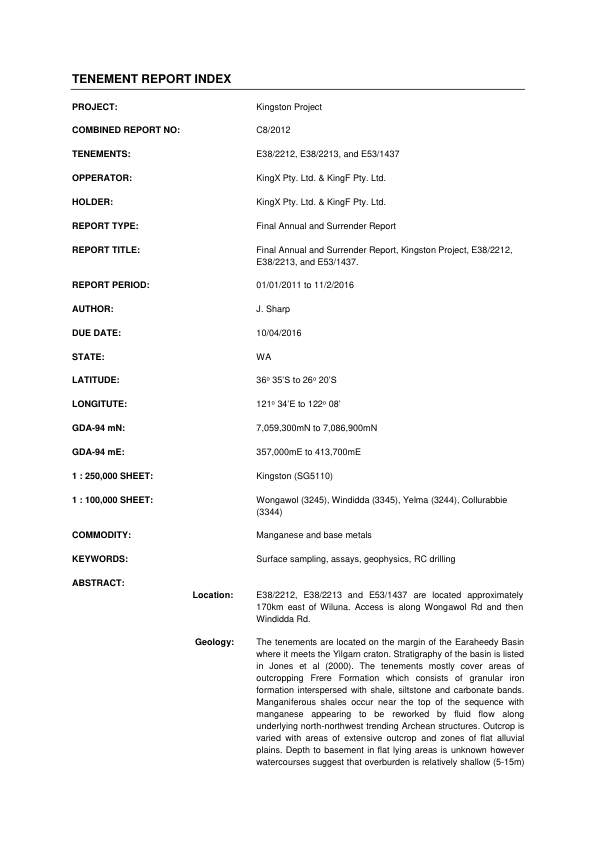 TENEMENT REPORT INDEX
PROJECT: Kingston Project
COMBINED REPORT NO: C8/2012
TENEMENTS: E38/2212, E38/2213, and E53/1437
OPPERATOR: KingX Pty. Ltd. & KingF Pty. Ltd.
HOLDER: KingX Pty. Ltd. & KingF Pty. Ltd.
REPORT TYPE: Final Annual and Surrender Report
REPORT TITLE: Final Annual and Surrender Report, Kingston Project, E38/2212,
E38/2213, and E53/1437.
REPORT PERIOD: 01/01/2011 to 11/2/2016
AUTHOR: J. Sharp
DUE DATE: 10/04/2016
STATE: WA
LATITUDE: 36º 35'S to 26º 20'S
LONGITUTE: 121º 34'E to 122º 08'
GDA-94 mN: 7,059,300mN to 7,086,900mN
GDA-94 mE: 357,000mE to 413,700mE
1 : 250,000 SHEET: Kingston (SG5110)
1 : 100,000 SHEET: Wongawol (3245), Windidda (3345), Yelma (3244), Collurabbie
(3344)
COMMODITY: Manganese and base metals
KEYWORDS: Surface sampling, assays, geophysics, RC drilling
ABSTRACT:
Location: E38/2212, E38/2213 and E53/1437 are located approximately
170km east of Wiluna. Access is along Wongawol Rd and then
Windidda Rd.
Geology: The tenements are located on the margin of the Earaheedy Basin
where it meets the Yilgarn craton. Stratigraphy of the basin is listed
in Jones et al (2000). The tenements mostly cover areas of
outcropping Frere Formation which consists of granular iron
formation interspersed with shale, siltstone and carbonate bands.
Manganiferous shales occur near the top of the sequence with
manganese appearing to be reworked by fluid flow along
underlying north-northwest trending Archean structures. Outcrop is
varied with areas of extensive outcrop and zones of flat alluvial
plains. Depth to basement in flat lying areas is unknown however
watercourses suggest that overburden is relatively shallow (5-15m)